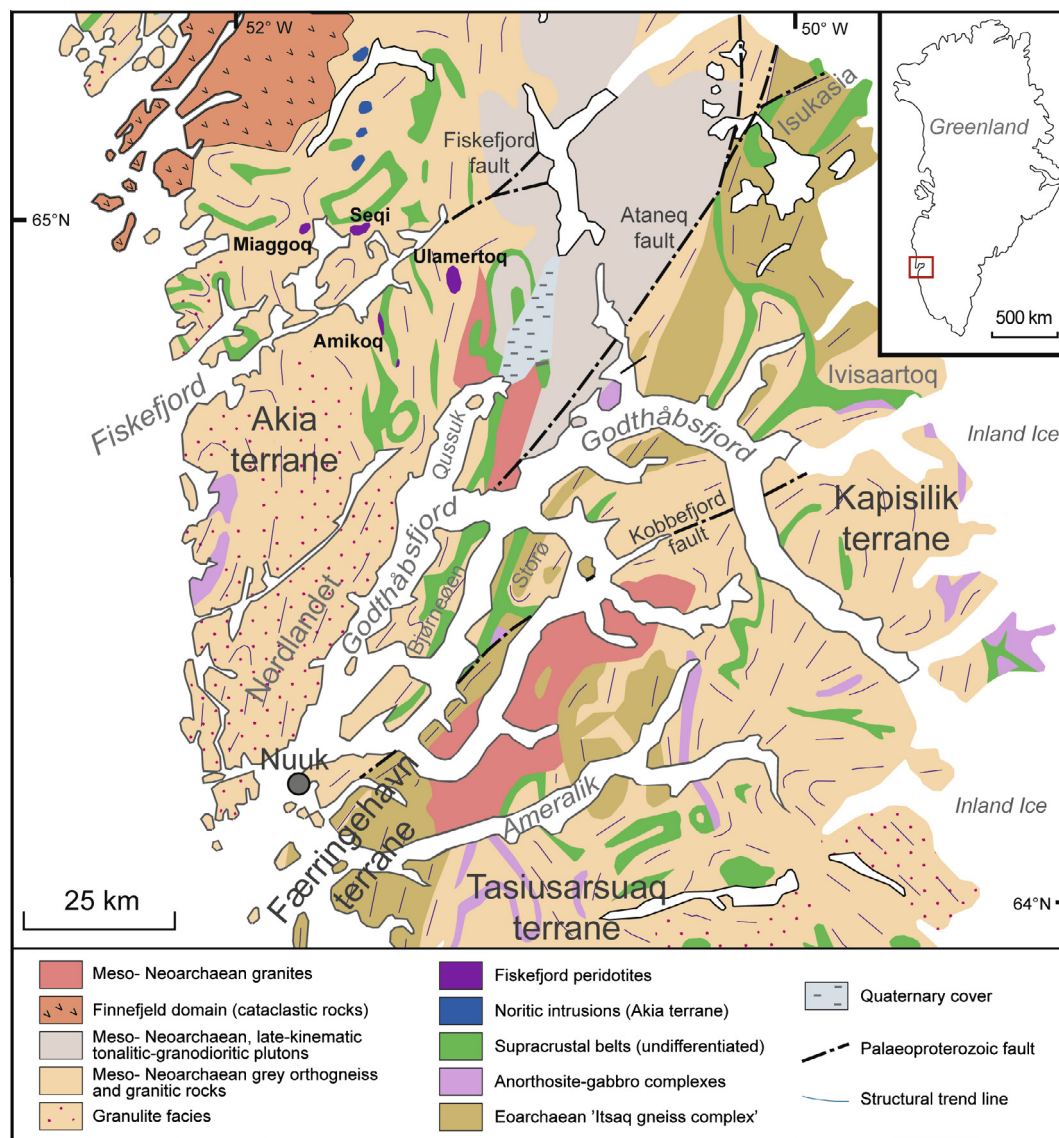 52° W
50° W
Isukasia
Greenland
500 km
Fiskefjord
fault
65°N
Seqi
Miaggoq
Ataneq
fault
Ulamertoq
Amikoq
Fiskefjord
Akia
terrane
Qussuk
Ivisaartoq
Godthåbsfjord
Inland Ice
Kapisilik
terrane
Kobbefjord
fault
Godthåbsfjord
Bjørneøen
Storø
Nordlandet
Nuuk
Færringehavn
terrane
Ameralik
Inland Ice
Tasiusarsuaq
terrane
64°N
25 km
Meso- Neoarchaean granites
Finnefjeld domain (cataclastic rocks)
Meso- Neoarchaean, late-kinematic
tonalitic-granodioritic plutons
Meso- Neoarchaean grey orthogneiss
and granitic rocks
Granulite facies
Fiskefjord peridotites
Noritic intrusions (Akia terrane)
Supracrustal belts (undifferentiated)
Anorthosite-gabbro complexes
Eoarchaean 'Itsaq gneiss complex'
Quaternary cover
Palaeoproterozoic fault
Structural trend line